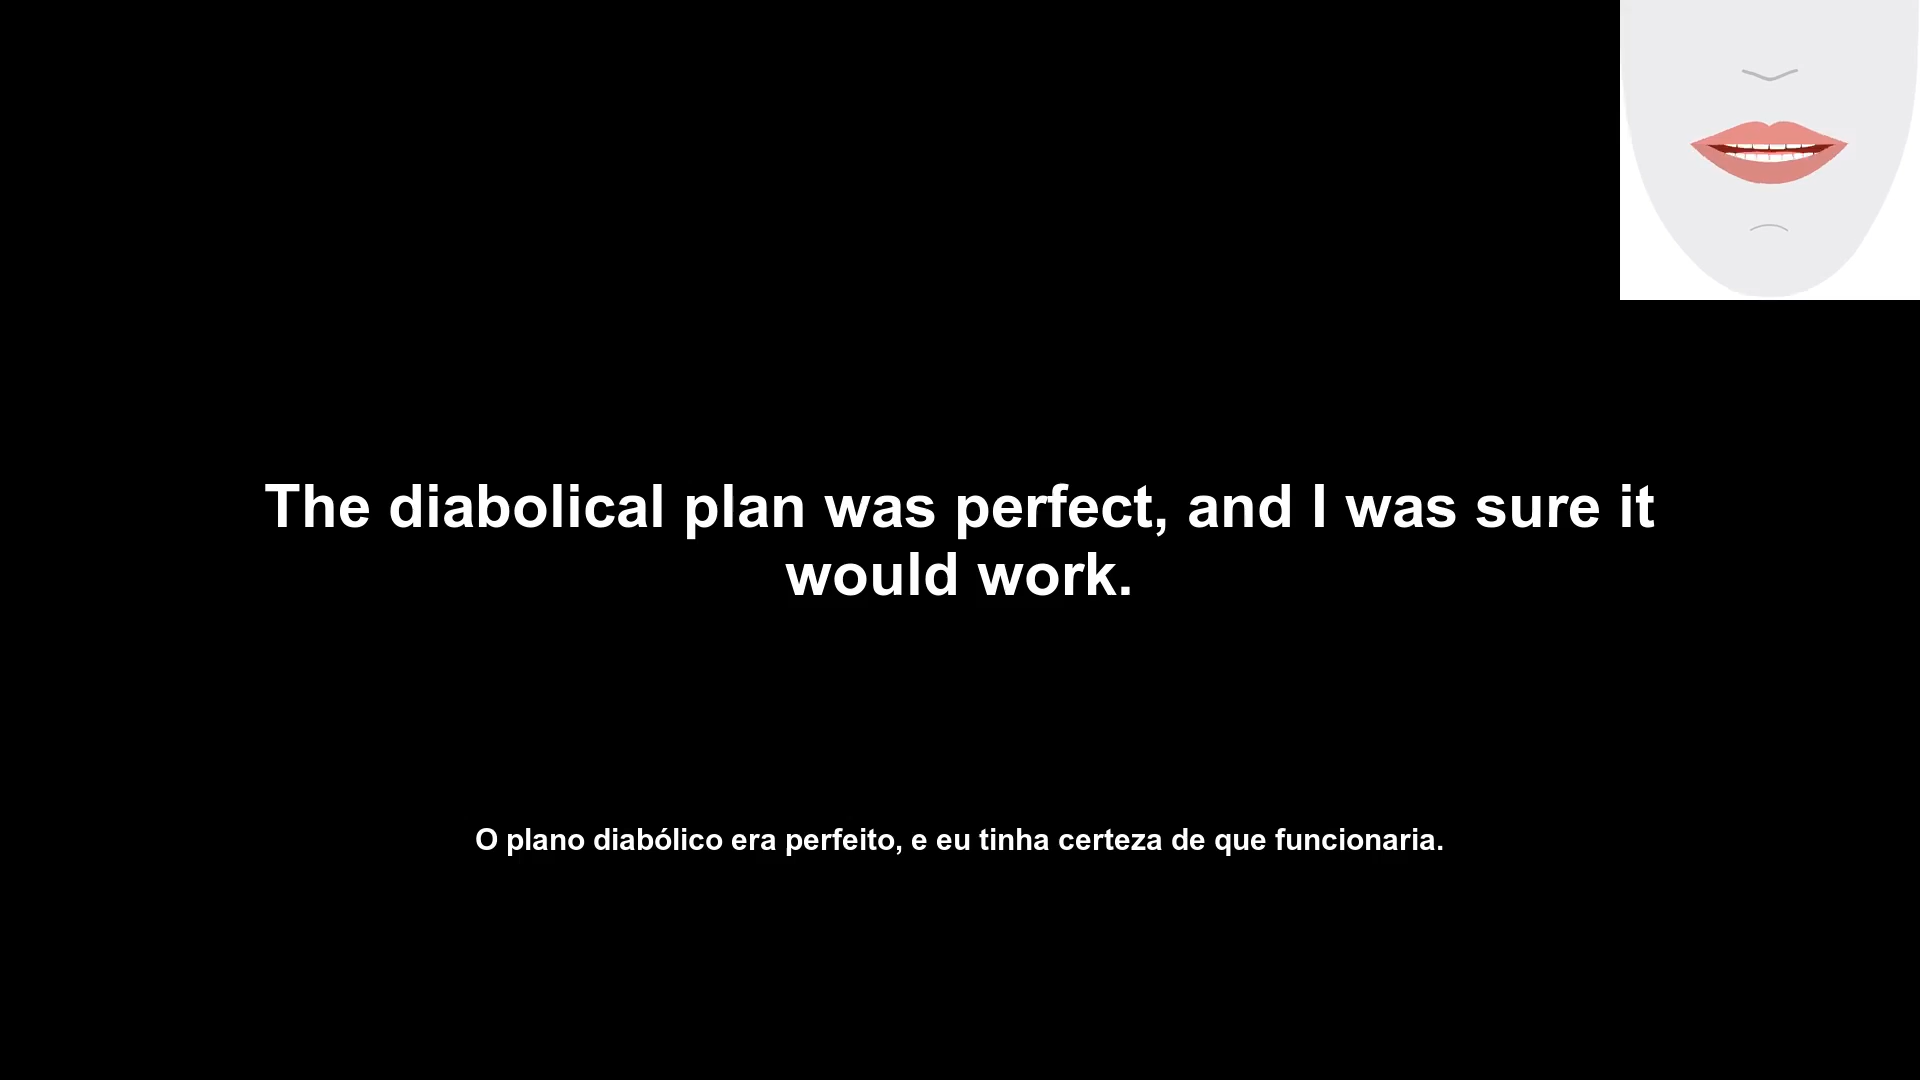 The diabolical plan was perfect, and I was sure it
would work.
O plano diabólico era perfeito, e eu tinha certeza de que funcionaria.